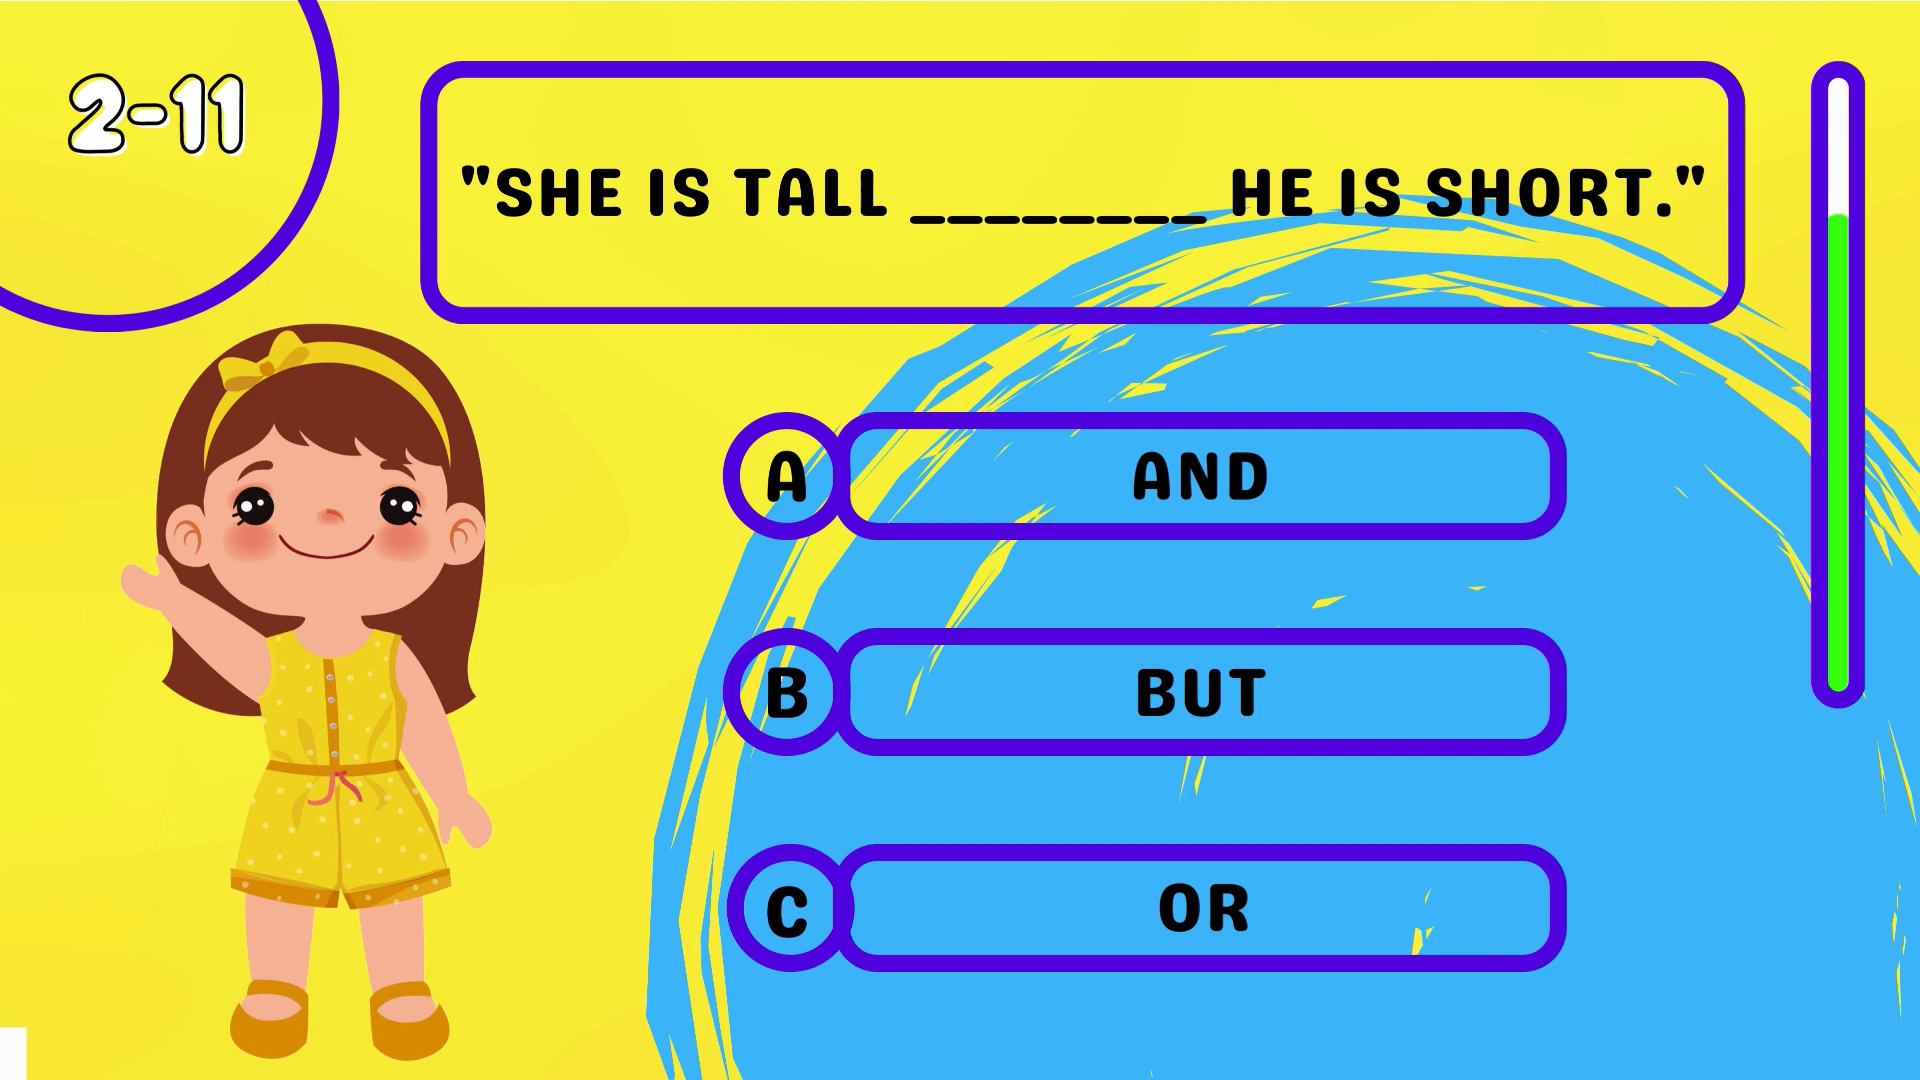 2-11
"SHE IS TALL ________ HE IS SHORT."
A AND
B BUT
C OR